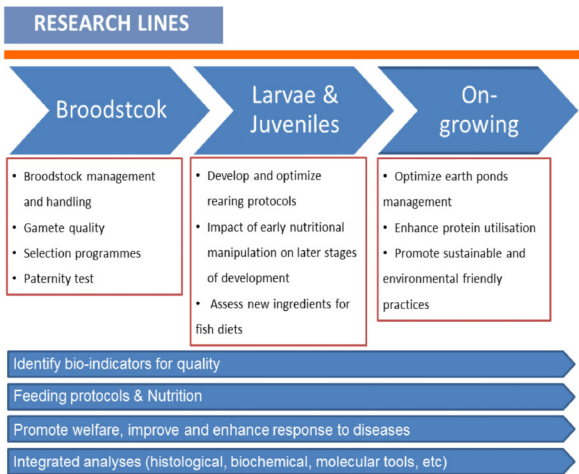 RESEARCH LINES
Broodstcok
Larvae &
Juveniles
On-
growing
• Broodstock management
and handling
• Gamete quality
• Selection programmes
• Paternity test
• Develop and optimize
rearing protocols
• Impact of early nutritional
manipulation on later stages
of development
• Assess new ingredients for
fish diets
• Optimize earth ponds
management
• Enhance protein utilisation
• Promote sustainable and
environmental friendly
practices
Identify bio-indicators for quality
Feeding protocols & Nutrition
Promote welfare, improve and enhance response to diseases
Integrated analyses (histological, biochemical, molecular tools, etc)